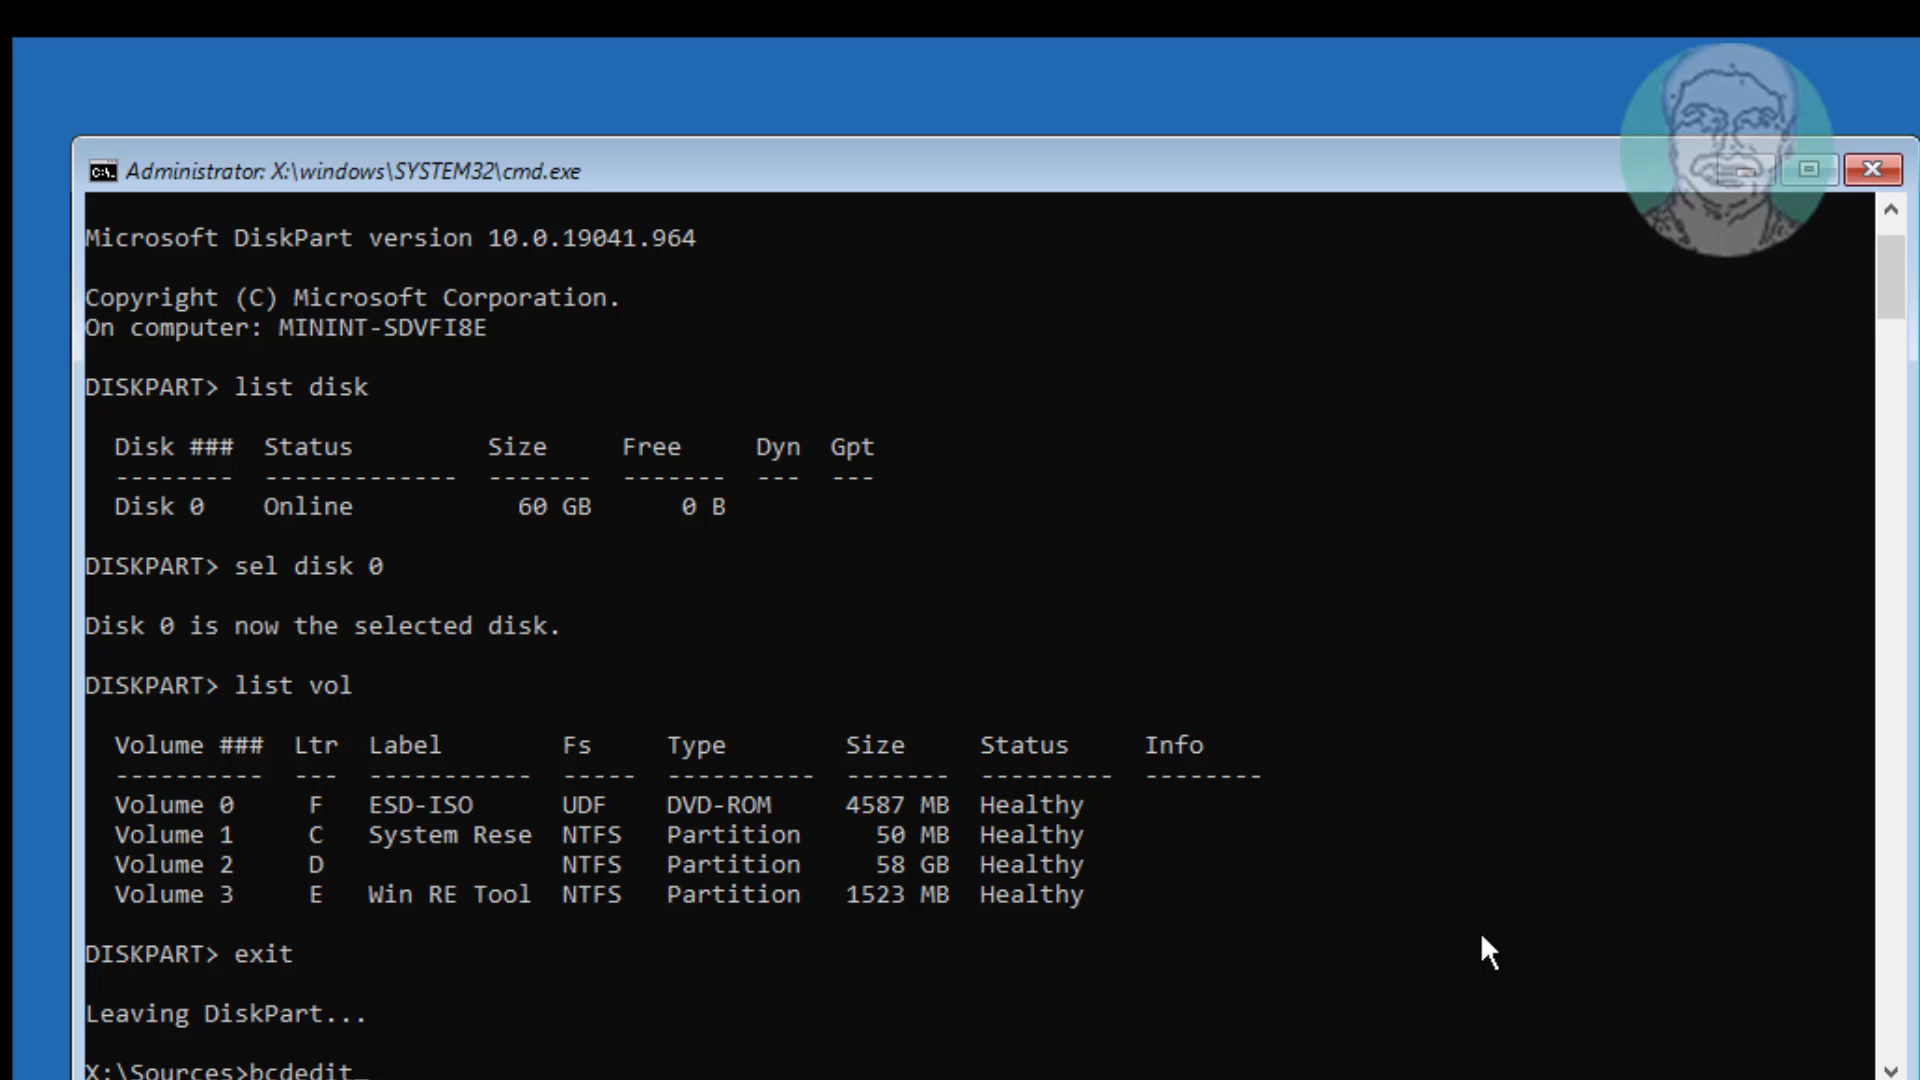 Administrator: X:\windows\SYSTEM32\cmd.exe
Microsoft DiskPart version 10.0.19041.964
Copyright (C) Microsoft Corporation.
On computer: MININT-SDVFI8E
DISKPART> list disk
Disk ###  Status         Size     Free     Dyn  Gpt
--------  -------------  -------  -------  ---  ---
Disk 0    Online           60 GB      0 B
DISKPART> sel disk 0
Disk 0 is now the selected disk.
DISKPART> list vol
Volume ###  Ltr  Label        Fs     Type        Size     Status     Info
----------  ---  -----------  -----  ----------  -------  ---------  --------
Volume 0     F   ESD-ISO      UDF    DVD-ROM     4587 MB  Healthy
Volume 1     C   System Rese  NTFS   Partition     50 MB  Healthy
Volume 2     D                NTFS   Partition     58 GB  Healthy
Volume 3     E   Win RE Tool  NTFS   Partition   1523 MB  Healthy
DISKPART> exit
Leaving DiskPart...
X:\Sources>bcdedit_